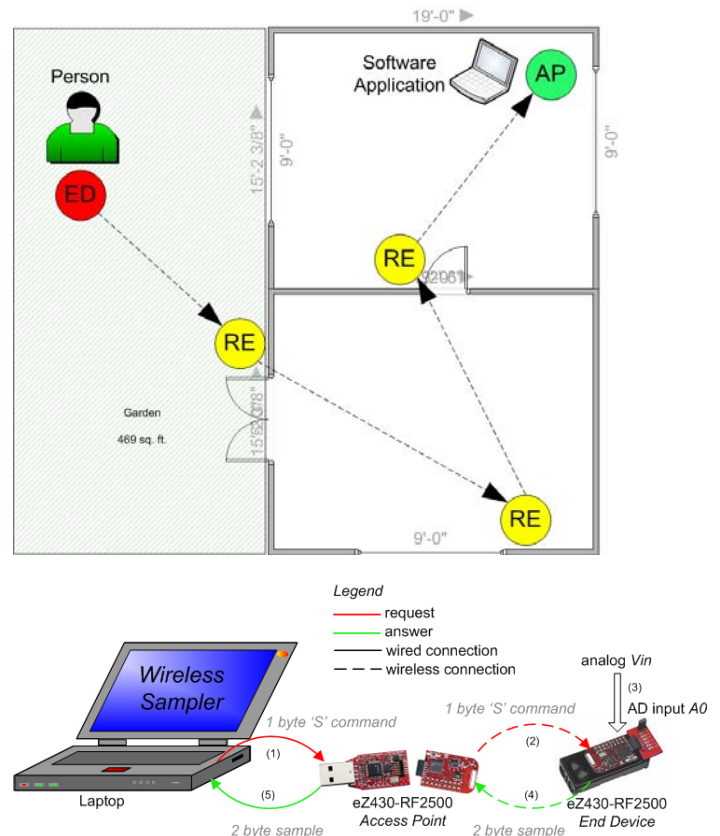 19'-0"
Person
Software
Application
AP
15'-2 3/8"
9'-0"
9'-0"
ED
RE
RE
Garden
469 sq. ft.
RE
9'-0"
Legend
request
answer
wired connection
wireless connection
Wireless
Sampler
analog Vin
(3)
AD input A0
1 byte ‘S’ command
1 byte ‘S’ command
(1)
(2)
(5)
(4)
Laptop
eZ430-RF2500
Access Point
eZ430-RF2500
End Device
2 byte sample
2 byte sample